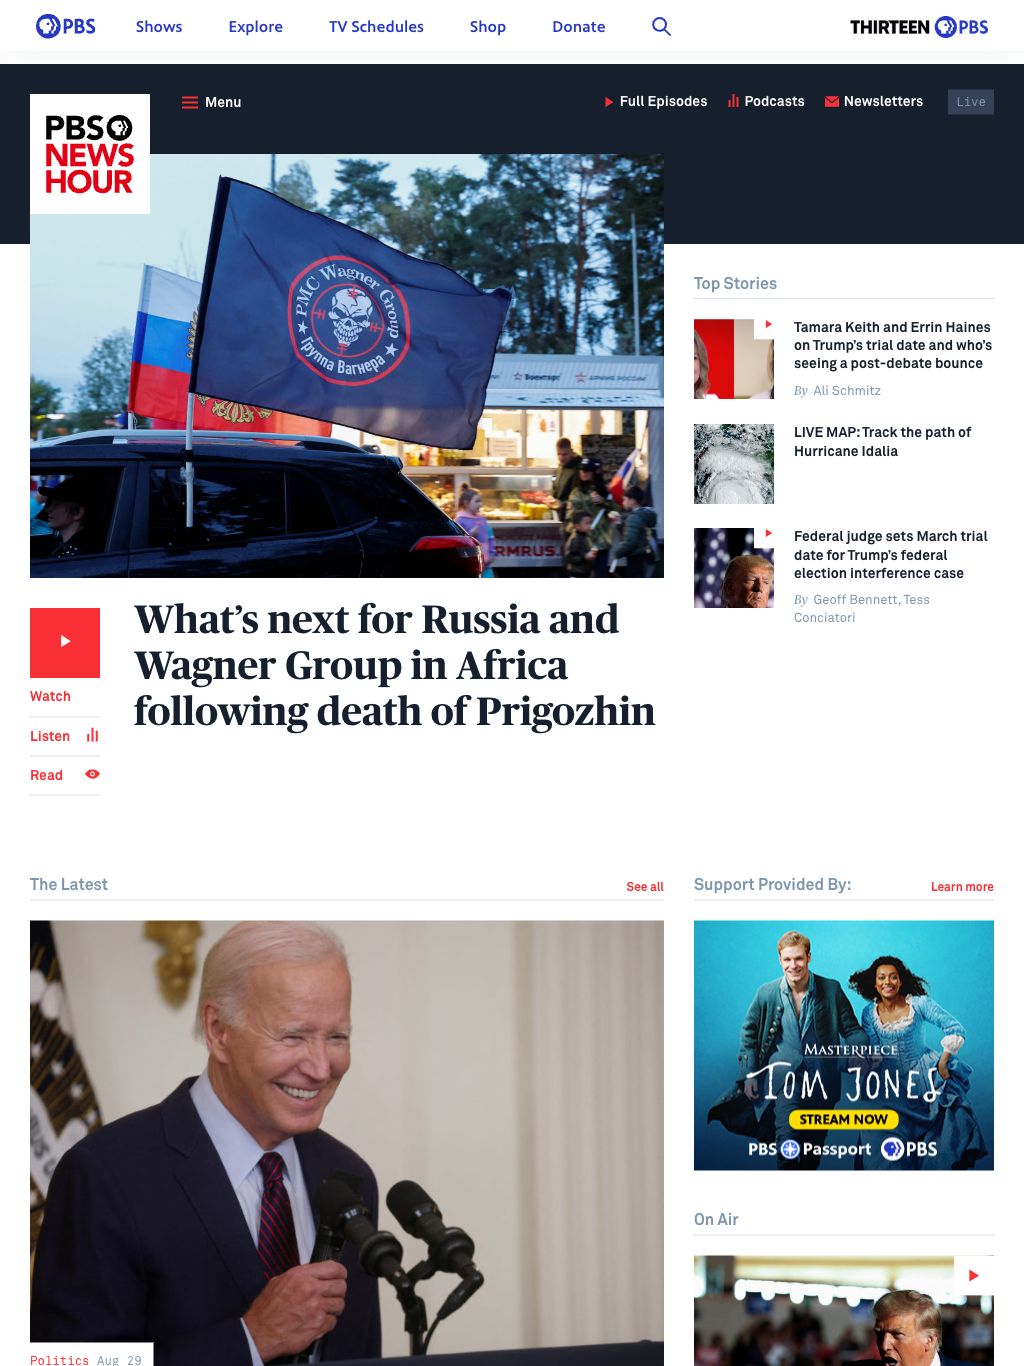 PBS
Shows
Explore
TV Schedules
Shop
Donate
THIRTEEN PBS
PBS
NEWS
HOUR
Menu
Full Episodes
Podcasts
Newsletters
Live
PMC Wagner Group
Группа Вагнера
Военторг
АРМИЯ РОССИИ
RMRUS.
What's next for Russia and
Wagner Group in Africa
following death of Prigozhin
Watch
Listen
Read
Top Stories
Tamara Keith and Errin Haines
on Trump's trial date and who's
seeing a post-debate bounce
By Ali Schmitz
LIVE MAP: Track the path of
Hurricane Idalia
Federal judge sets March trial
date for Trump's federal
election interference case
By Geoff Bennett, Tess
Conciatori
The Latest
See all
Politics Aug 29
Support Provided By:
Learn more
MASTERPIECE
TOM JONES
STREAM NOW
PBS Passport PBS
On Air